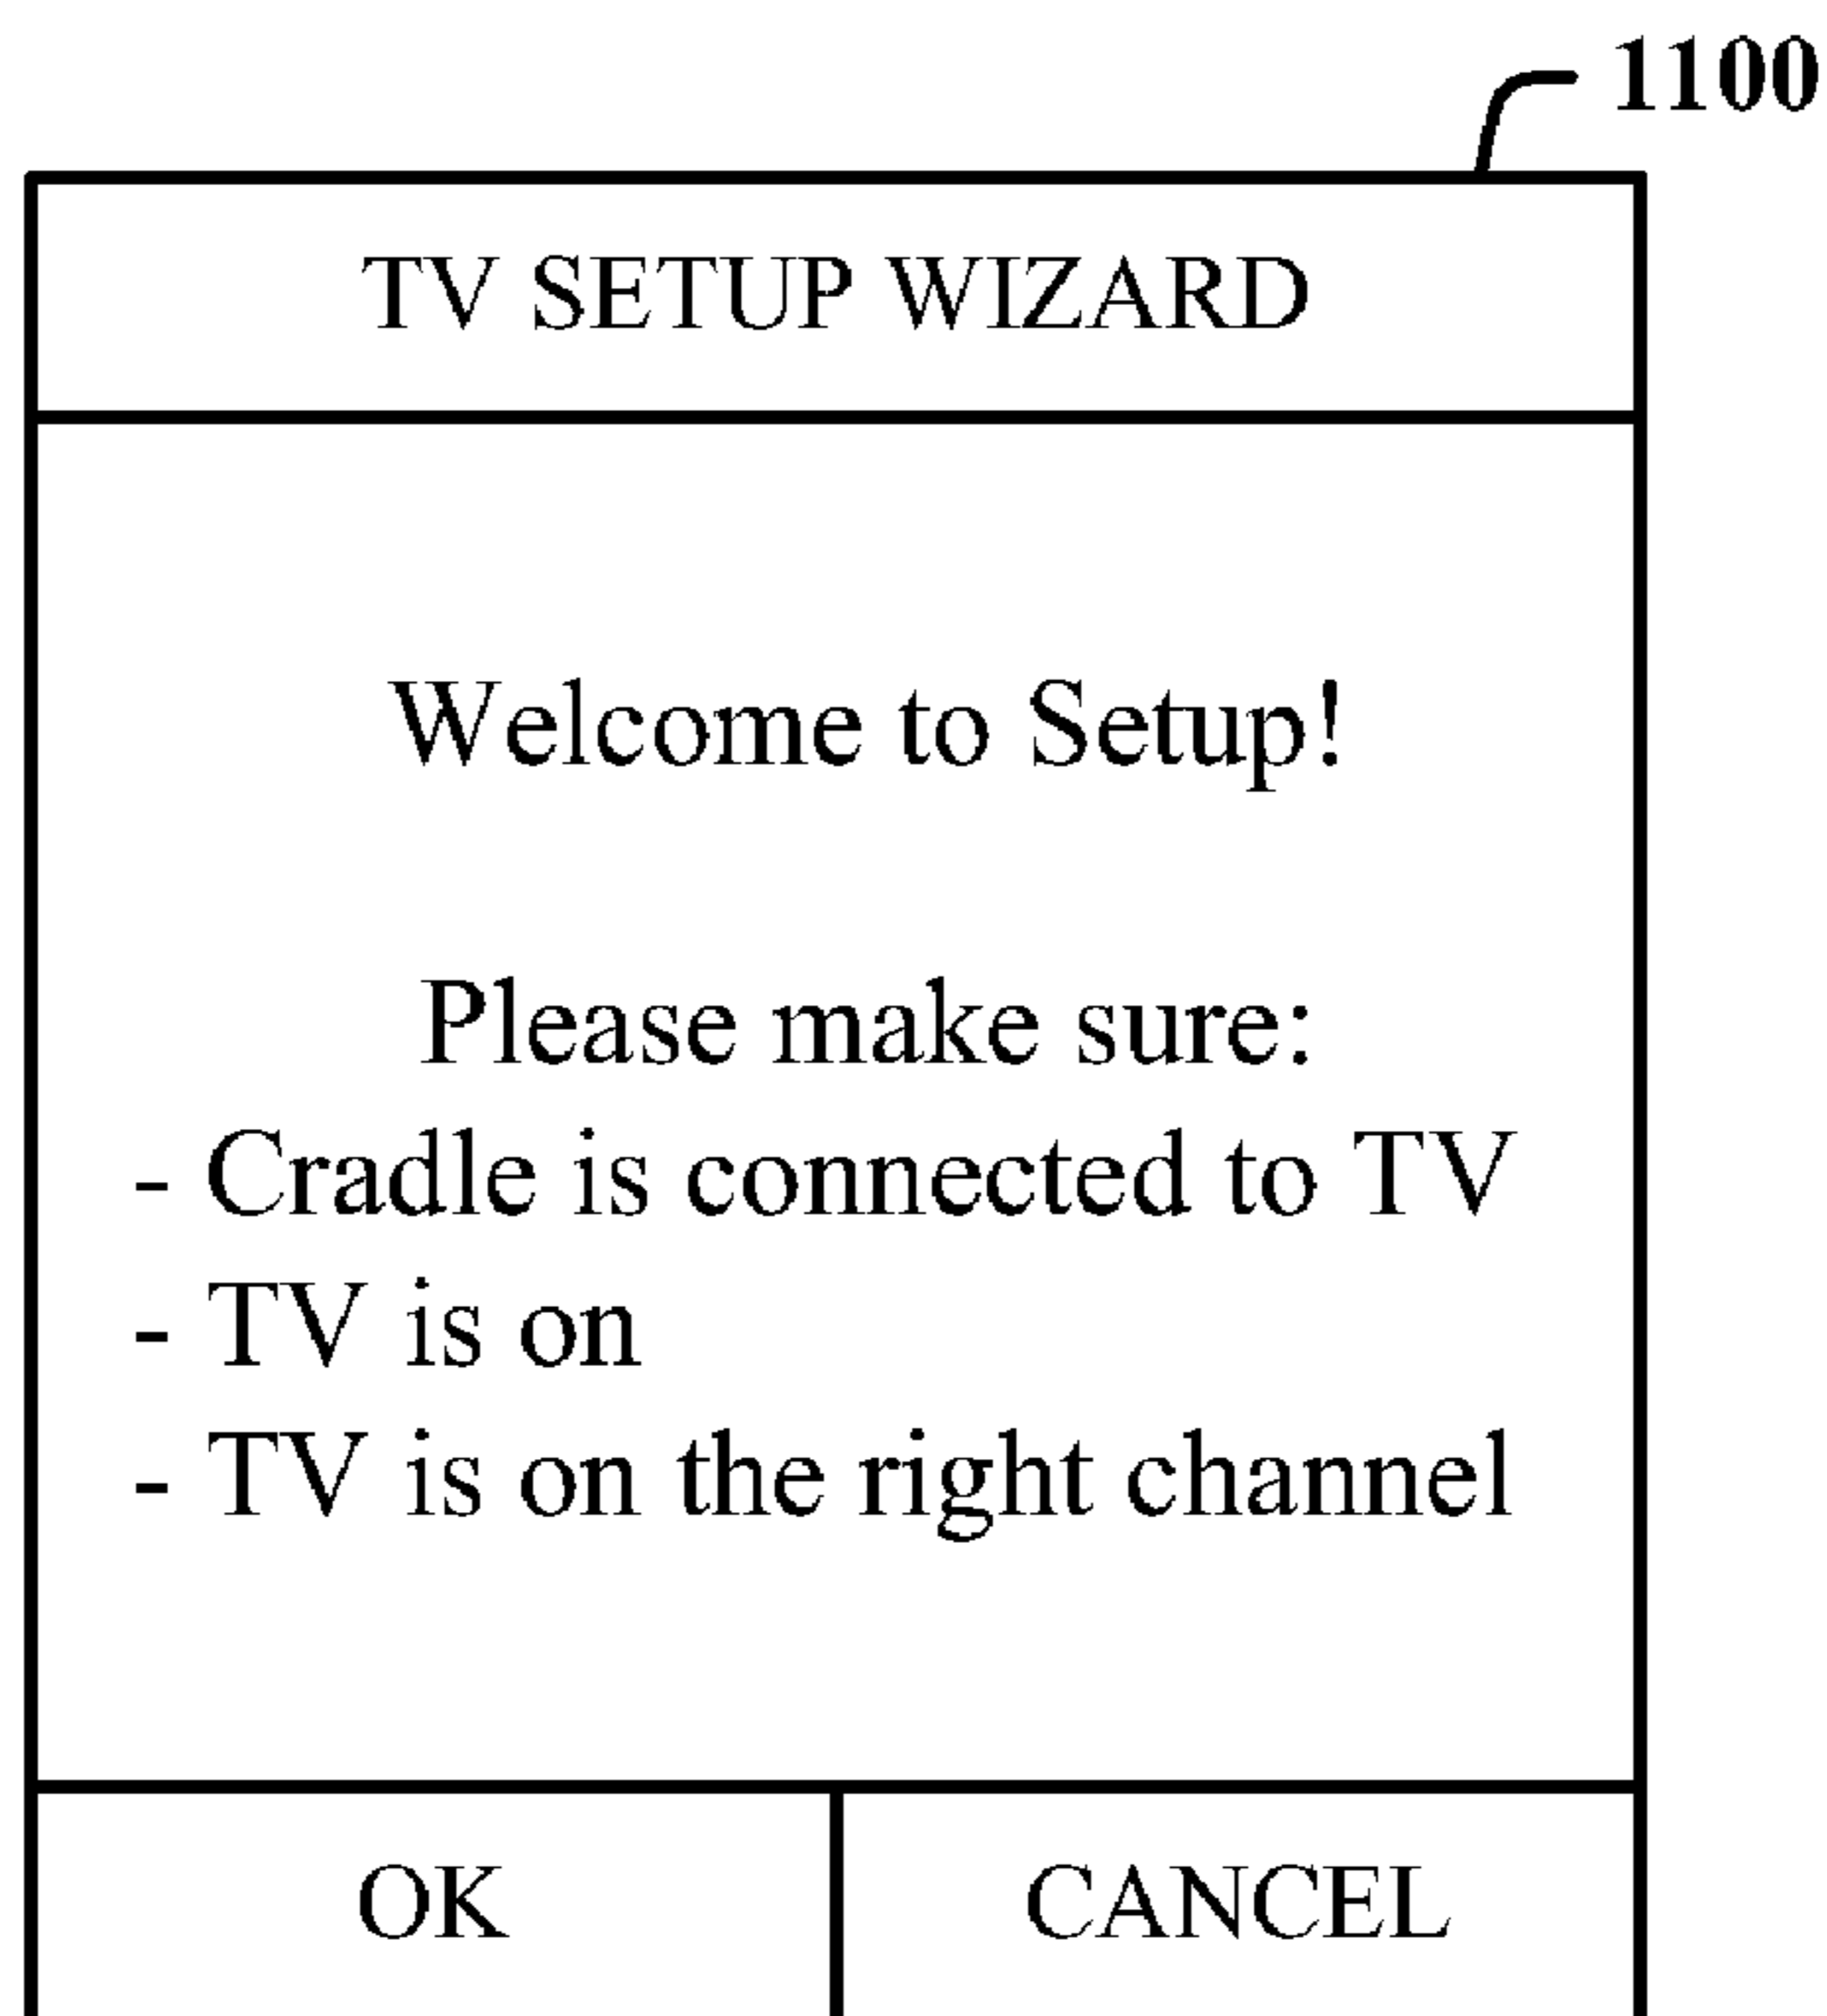 1100
TV SETUP WIZARD
Welcome to Setup!
Please make sure:
- Cradle is connected to TV
- TV is on
- TV is on the right channel
OK
CANCEL